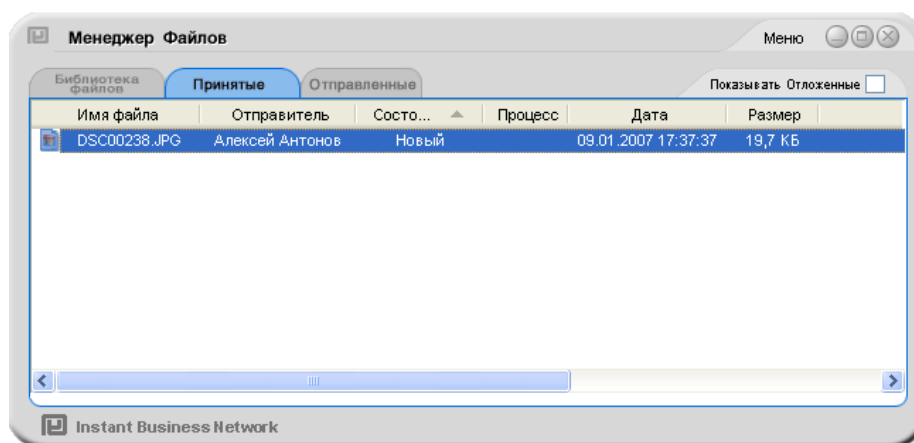 Менеджер Файлов
Меню
Библиотека
файлов
Принятые
Отправленные
Показывать Отложенные
Имя файла Отправитель Состо... Процесс Дата Размер
DSC00238.JPG Алексей Антонов Новый 09.01.2007 17:37:37 19,7 КБ
Instant Business Network